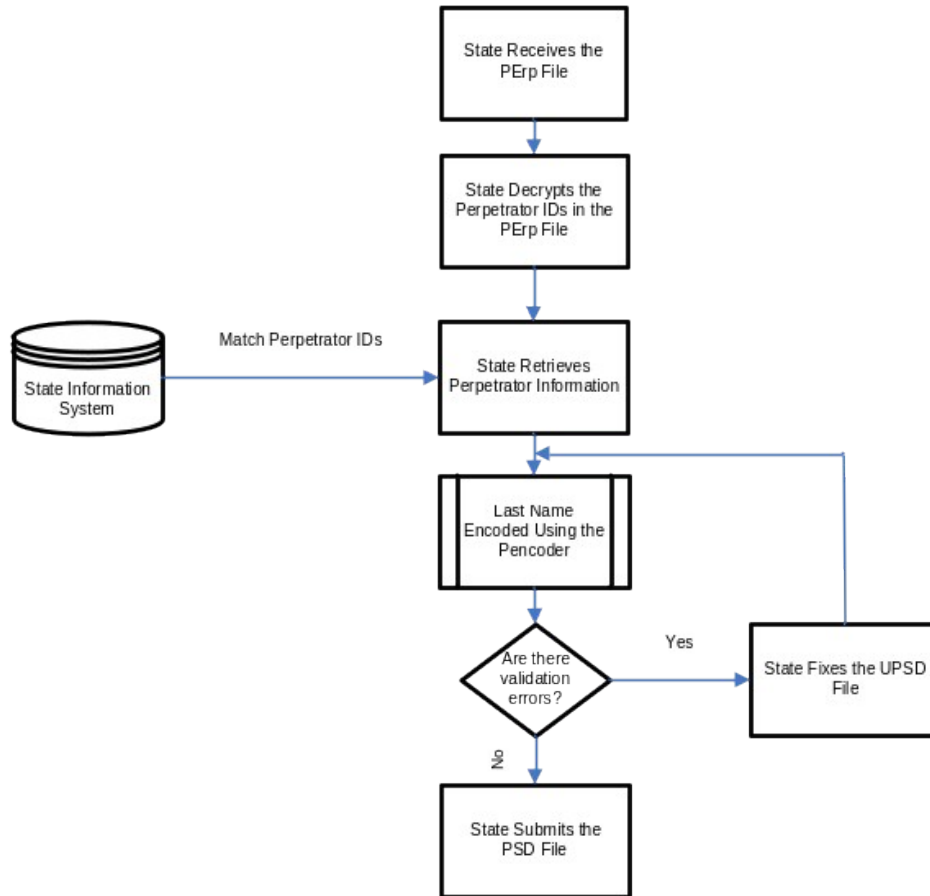 State Receives the
PErp File
State Decrypts the
Perpetrator IDs in the
PErp File
Match Perpetrator IDs
State Information
System
State Retrieves
Perpetrator Information
Last Name
Encoded Using the
Pencoder
Are there
validation
errors?
Yes
State Fixes the UPSD
File
No
State Submits the
PSD File